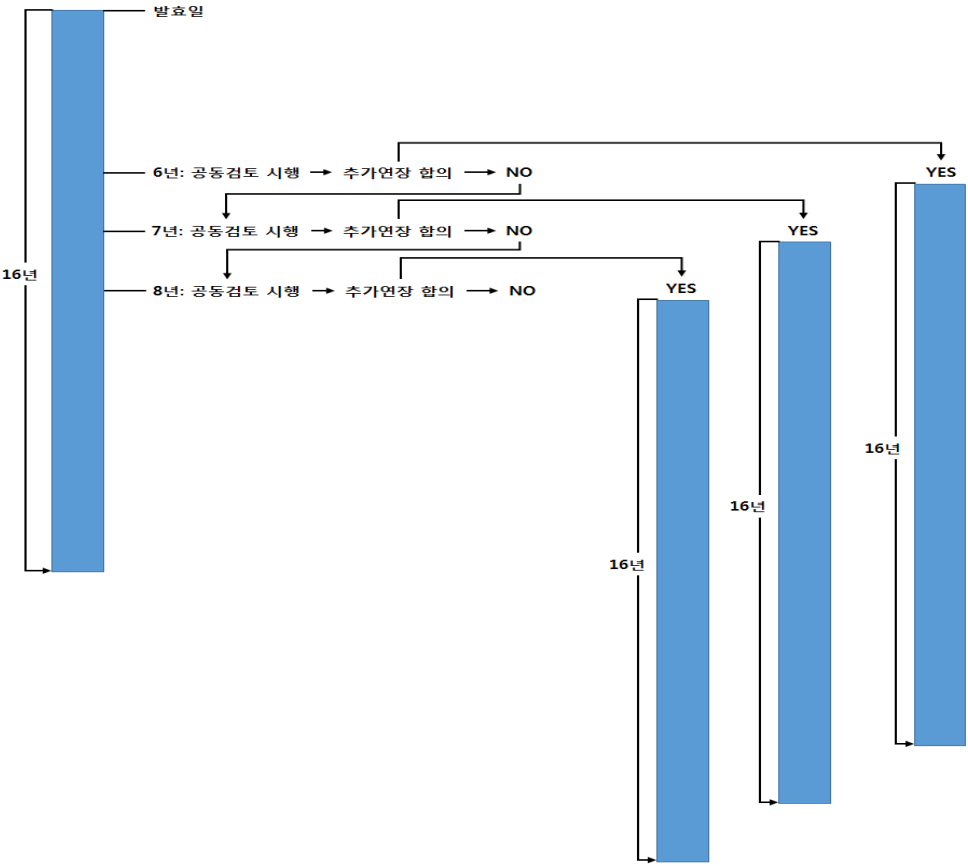 발효일
6년: 공동검토 시행 추가연장 합의 NO YES
7년: 공동검토 시행 추가연장 합의 NO YES
16년
8년: 공동검토 시행 추가연장 합의 NO YES
16년
16년
16년